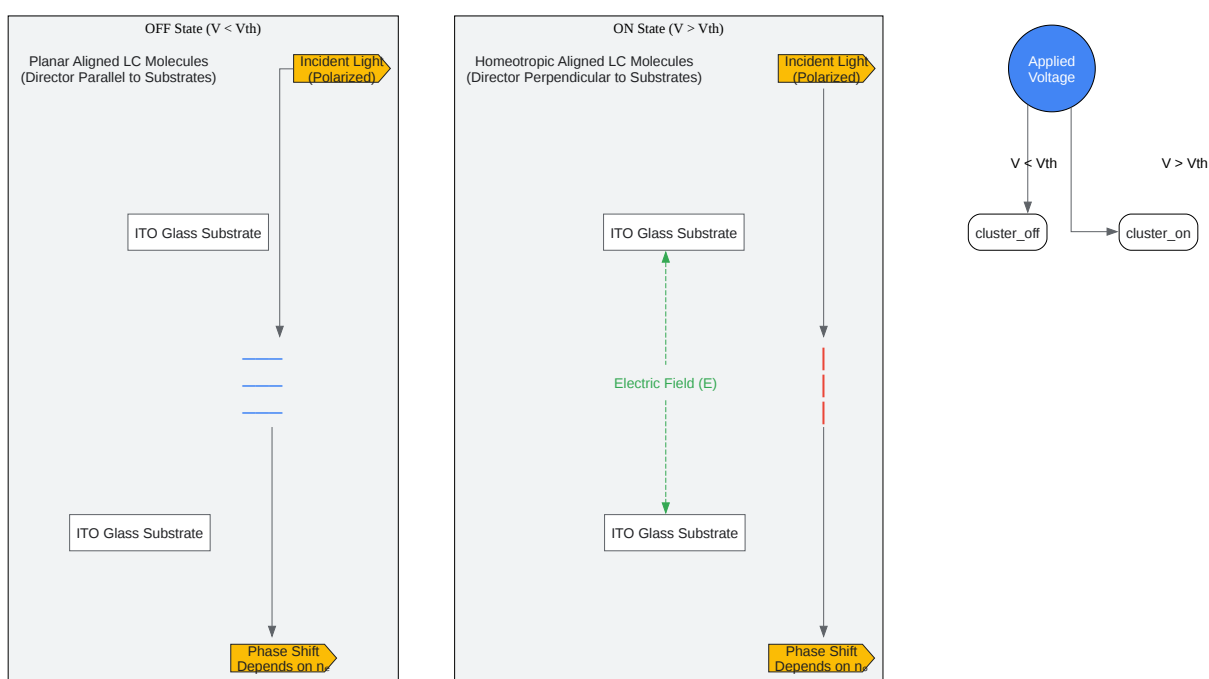 OFF State (V < Vth)
Planar Aligned LC Molecules
(Director Parallel to Substrates)
Incident Light
(Polarized)
ITO Glass Substrate
ITO Glass Substrate
Phase Shift
Depends on nₑ
ON State (V > Vth)
Homeotropic Aligned LC Molecules
(Director Perpendicular to Substrates)
Incident Light
(Polarized)
ITO Glass Substrate
Electric Field (E)
ITO Glass Substrate
Phase Shift
Depends on nₒ
Applied
Voltage
V < Vth
V > Vth
cluster_off
cluster_on